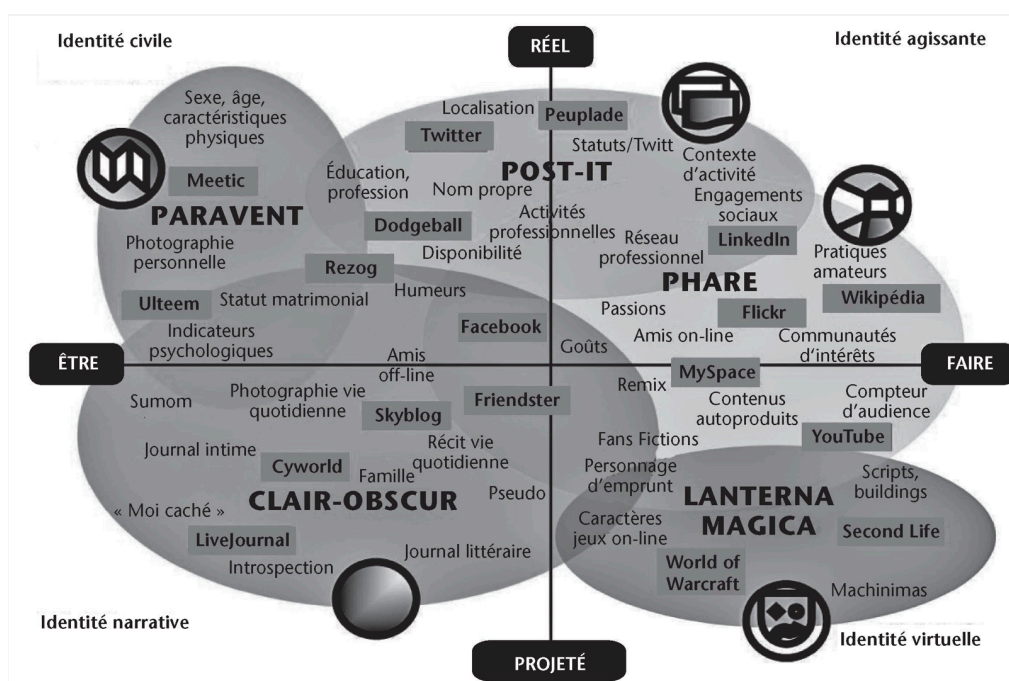 Identité civile
RÉEL
Identité agissante
Sexe, âge,
caractéristiques
physiques
Meetic
PARAVENT
Photographie
personnelle
Ulteem
Statut matrimonial
Indicateurs
psychologiques
Localisation
Peuplade
Twitter
Statuts/Twitt
POST-IT
Éducation,
profession
Nom propre
Contexte
d’activité
Engagements
sociaux
Activités
professionnelles
Dodgeball
Disponibilité
Réseau
professionnel
LinkedIn
Rezog
Humeurs
PHARE
Pratiques
amateurs
Wikipédia
Passions
Flickr
Facebook
Goûts
Amis on-line
Communautés
d’intérêts
ÊTRE
FAIRE
Amis
off-line
MySpace
Remix
Contenus
autoproduits
Compteur
d’audience
YouTube
Sumom
Photographie vie
quotidienne
Skyblog
Friendster
Journal intime
Récit vie
quotidienne
Cyworld
Famille
Pseudo
CLAIR-OBSCUR
« Moi caché »
LiveJournal
Introspection
Journal littéraire
Fans Fictions
Personnage
d’emprunt
LANTERNA
MAGICA
Scripts,
buildings
Caractères
jeux on-line
Second Life
World of
Warcraft
Machinimas
Identité narrative
PROJETÉ
Identité virtuelle